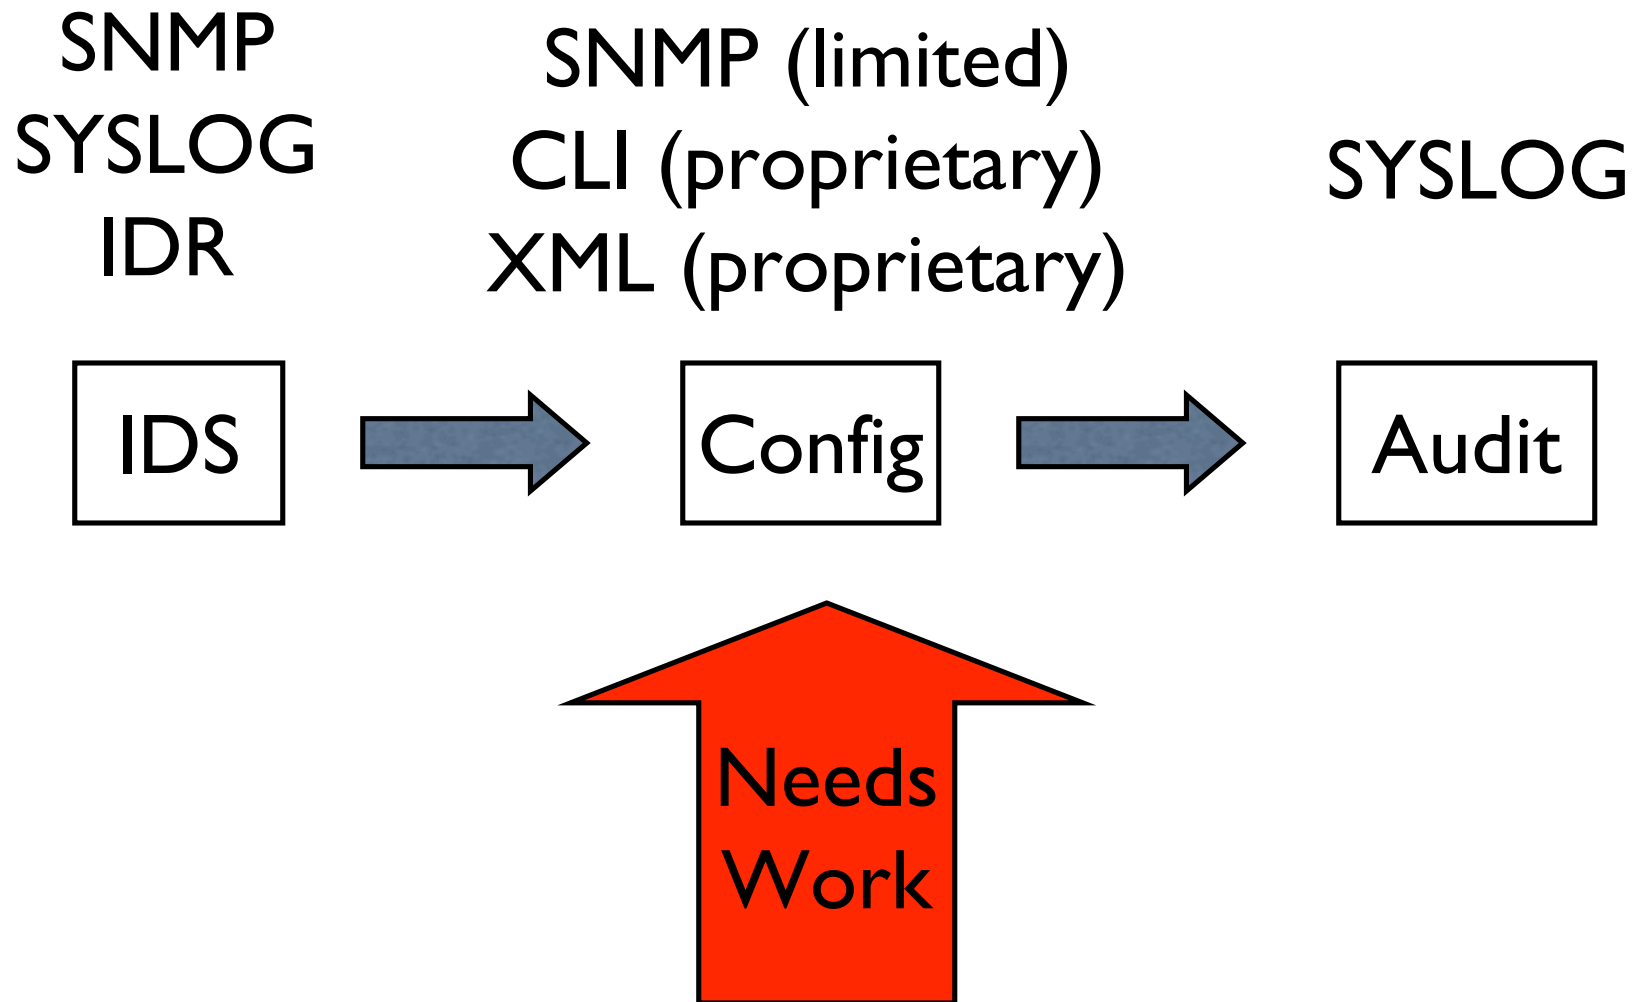 SNMP
SYSLOG
IDR
SNMP (limited)
CLI (proprietary)
XML (proprietary)
SYSLOG
IDS
Config
Audit
Needs
Work